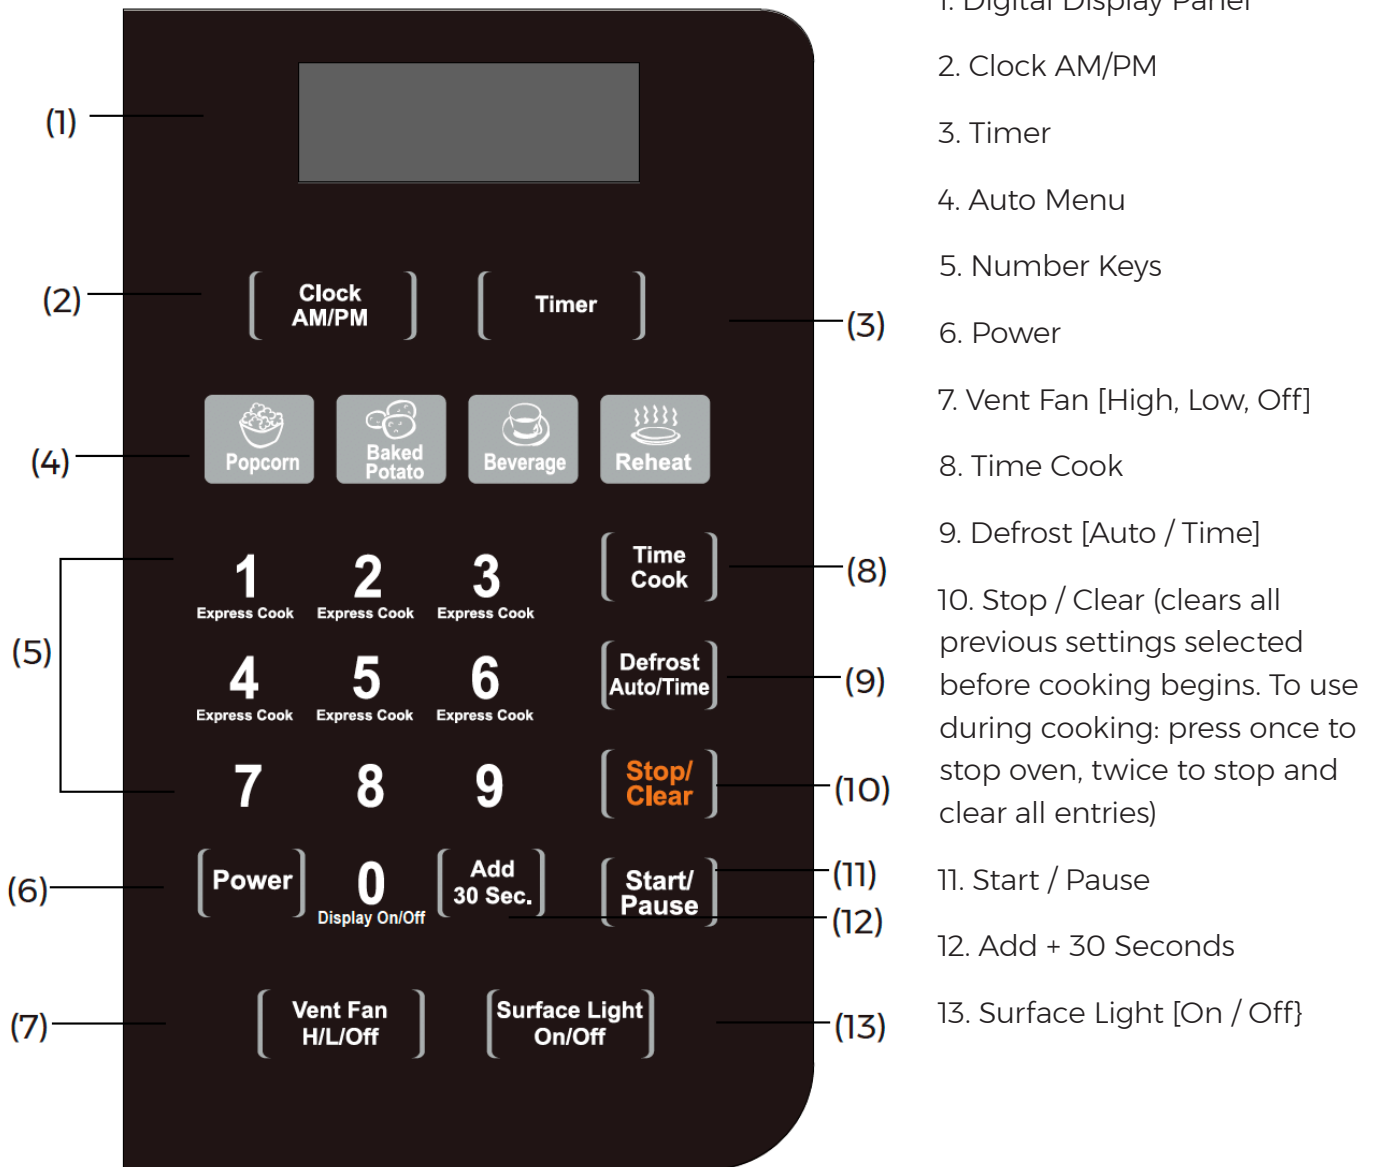 1. Digital Display Panel
(1)
2. Clock AM/PM
3. Timer
4. Auto Menu
5. Number Keys
6. Power
7. Vent Fan [High, Low, Off]
8. Time Cook
9. Defrost [Auto / Time]
10. Stop / Clear (clears all
previous settings selected
before cooking begins. To use
during cooking: press once to
stop oven, twice to stop and
clear all entries)
11. Start / Pause
12. Add + 30 Seconds
13. Surface Light [On / Off}
(2)
Clock
AM/PM
Timer
(3)
(4)
Popcorn
Baked
Potato
Beverage
Reheat
(5)
1
Express Cook
2
Express Cook
3
Express Cook
Time
Cook
(8)
4
Express Cook
5
Express Cook
6
Express Cook
Defrost
Auto/Time
(9)
7
8
9
Stop/
Clear
(10)
(6)
Power
0
Display On/Off
Add
30 Sec.
Start/
Pause
(11)
(12)
(7)
Vent Fan
H/L/Off
Surface Light
On/Off
(13)